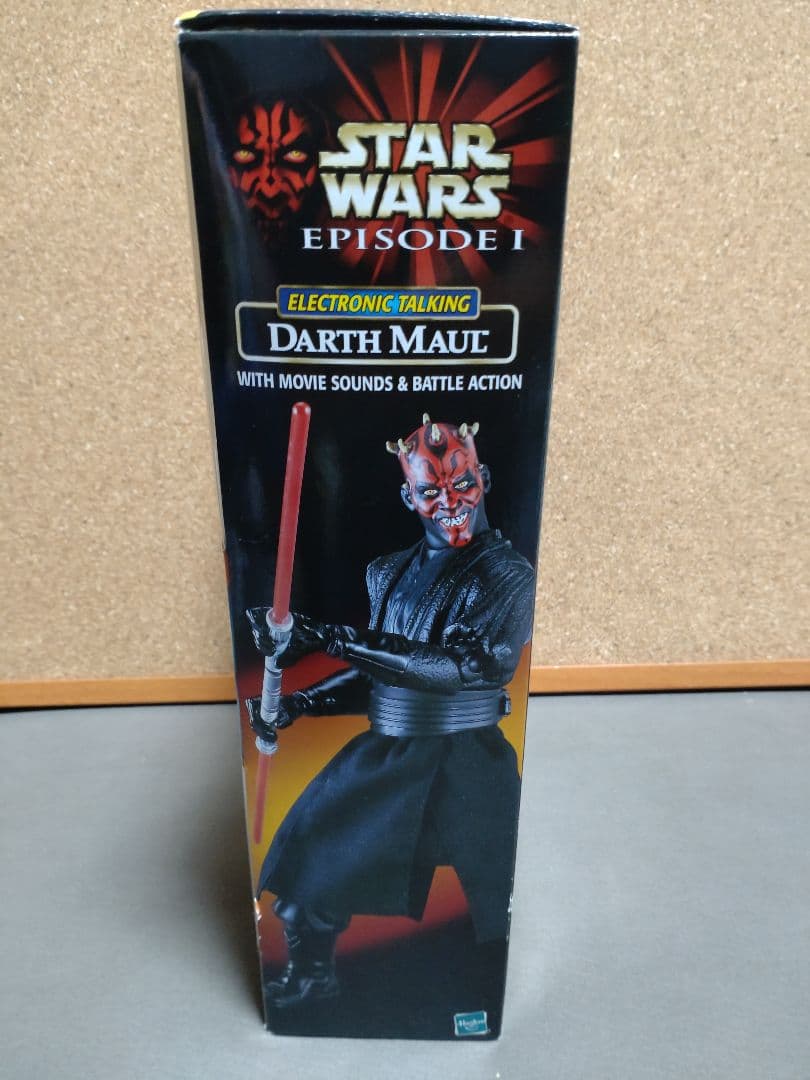 STAR
WARS
EPISODE I
ELECTRONIC TALKING
DARTH MAUL
WITH MOVIE SOUNDS & BATTLE ACTION
Hasbro